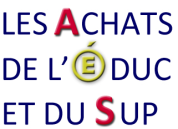 LES ACHATS
DE L'ÉDUC
ET DU SUP